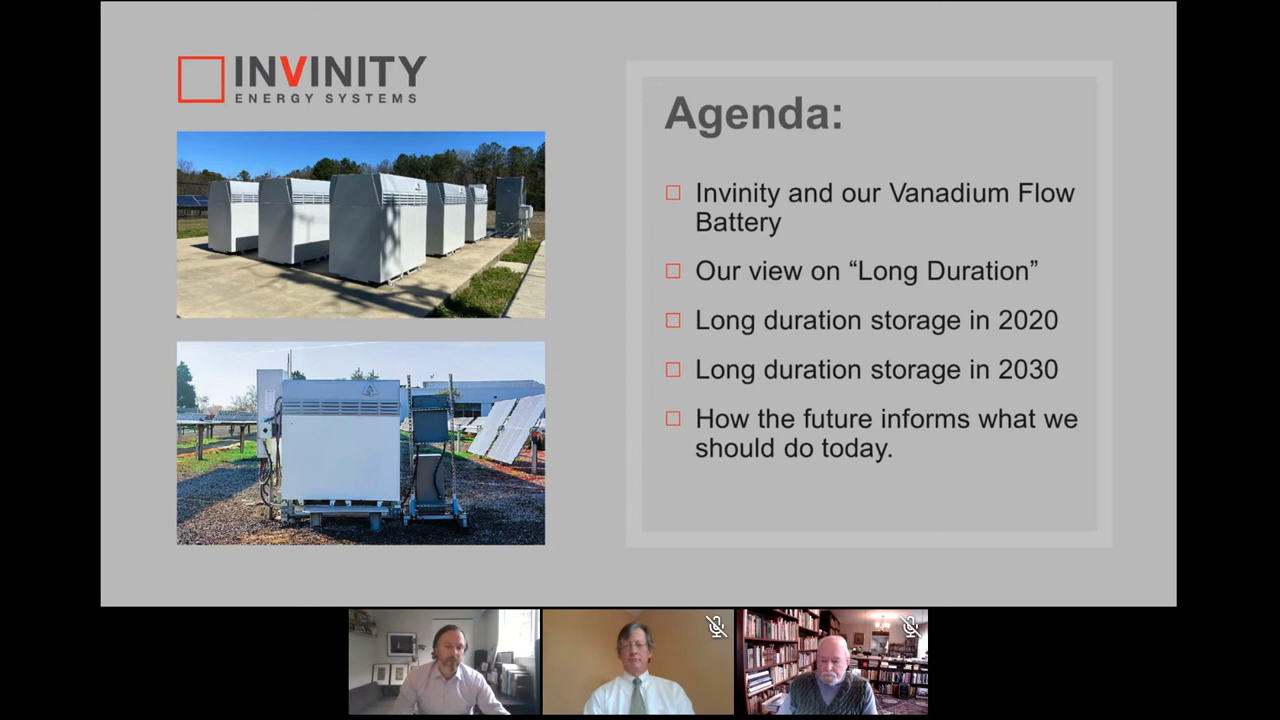 INVINITY
ENERGY SYSTEMS
Agenda:
Invinity and our Vanadium Flow
Battery
Our view on “Long Duration”
Long duration storage in 2020
Long duration storage in 2030
How the future informs what we
should do today.